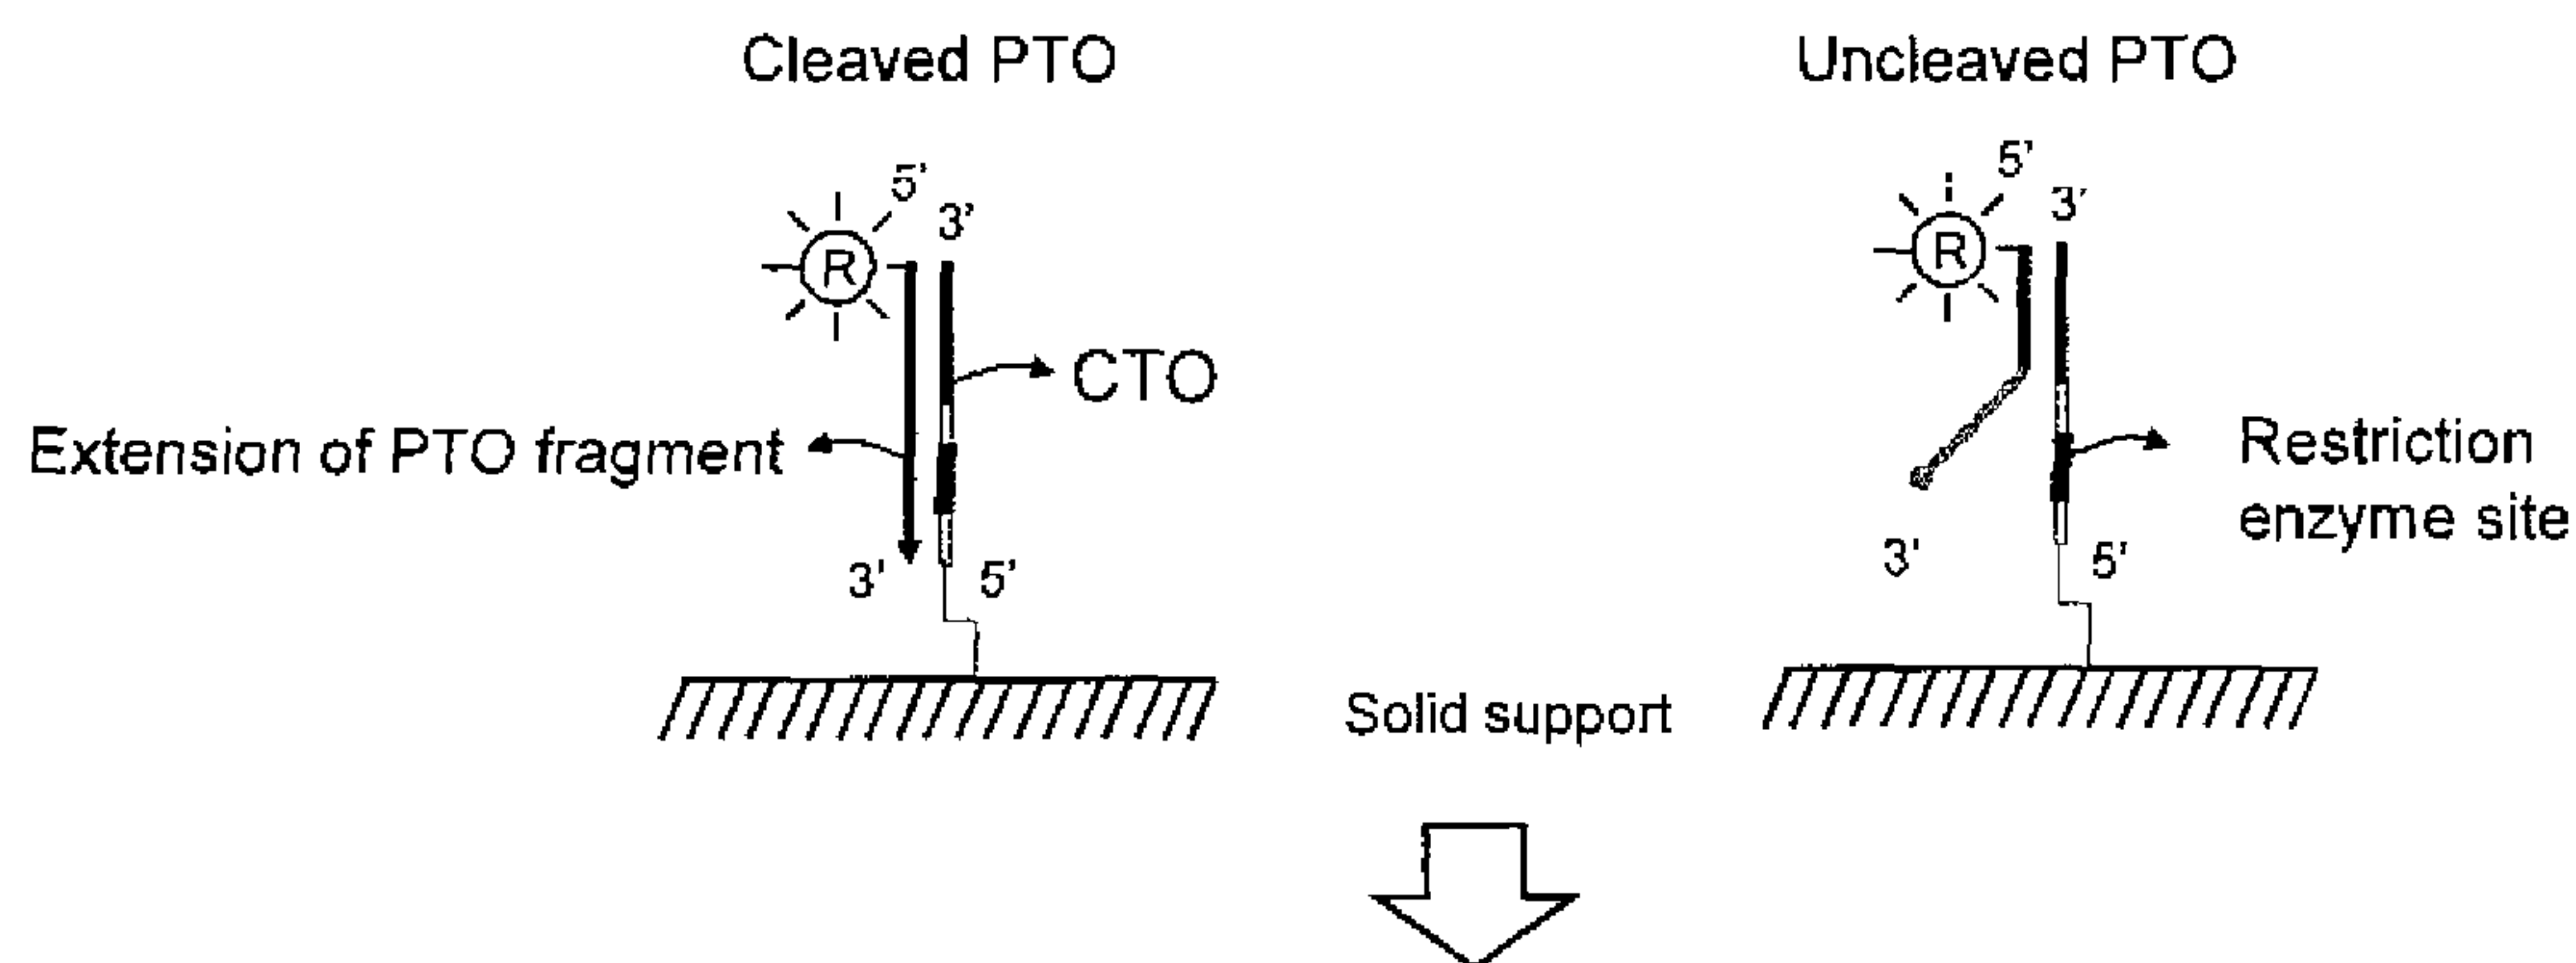 Cleaved PTO
Uncleaved PTO
5'
3'
R
5'
3'
R
CTO
Extension of PTO fragment
Restriction
enzyme site
3'
5'
3'
5'
Solid support